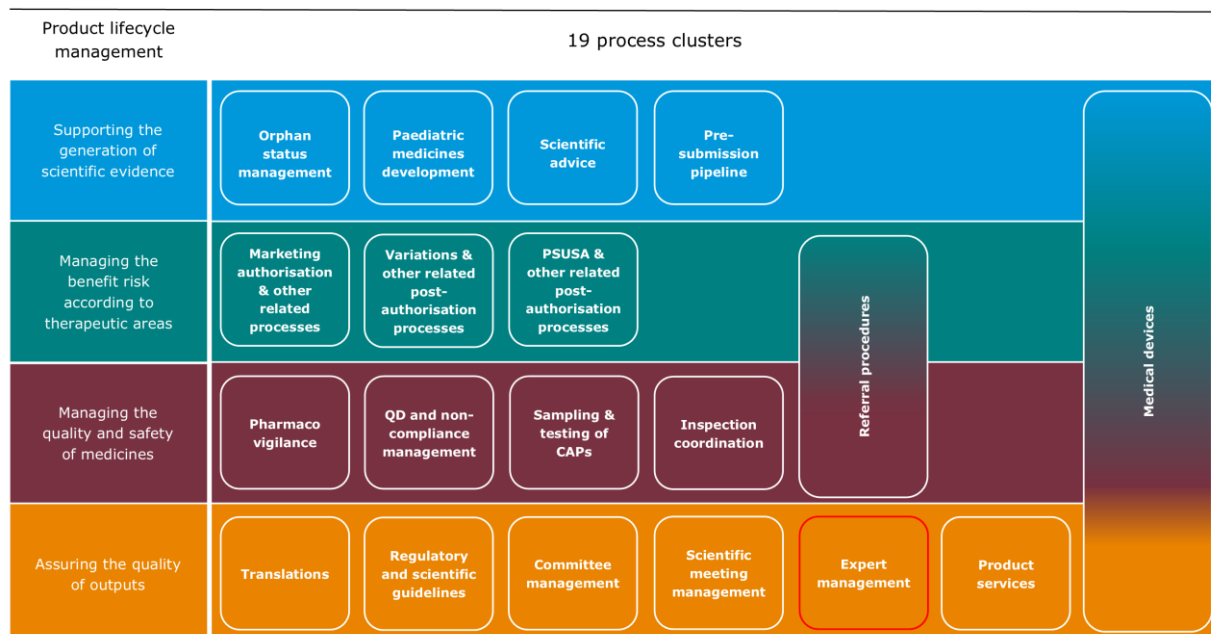 Product lifecycle
management
19 process clusters
Supporting the
generation of
scientific evidence
Orphan
status
management
Paediatric
medicines
development
Scientific
advice
Pre-
submission
pipeline
Managing the
benefit risk
according to
therapeutic areas
Marketing
authorisation
& other
related
processes
Variations &
other related
post-
authorisation
processes
PSUSA &
other related
post-
authorisation
processes
Referral procedures
Medical devices
Managing the
quality and safety
of medicines
Pharmaco
vigilance
QD and non-
compliance
management
Sampling &
testing of
CAPs
Inspection
coordination
Assuring the quality
of outputs
Translations
Regulatory
and scientific
guidelines
Committee
management
Scientific
meeting
management
Expert
management
Product
services